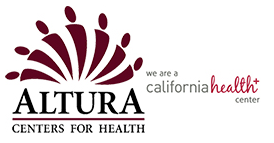 ALTURA
CENTERS FOR HEALTH
we are a
californiahealth+
center